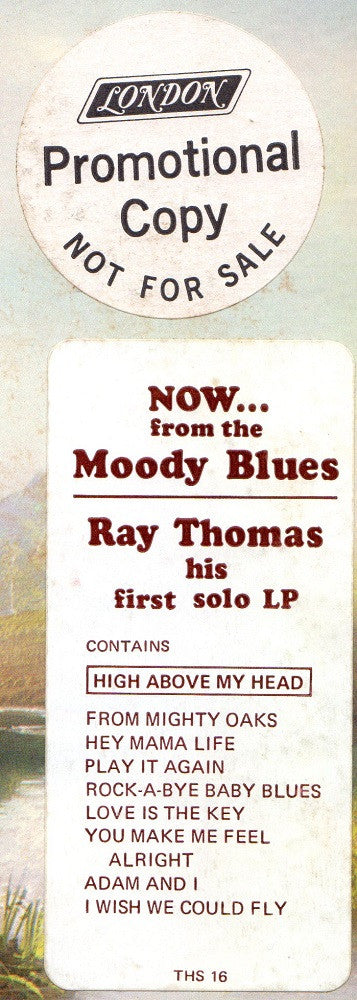 LONDON
Promotional
Copy
NOT FOR SALE
NOW...
from the
Moody Blues
Ray Thomas
his
first solo LP
CONTAINS
HIGH ABOVE MY HEAD
FROM MIGHTY OAKS
HEY MAMA LIFE
PLAY IT AGAIN
ROCK-A-BYE BABY BLUES
LOVE IS THE KEY
YOU MAKE ME FEEL
ALRIGHT
ADAM AND I
I WISH WE COULD FLY
THS 16